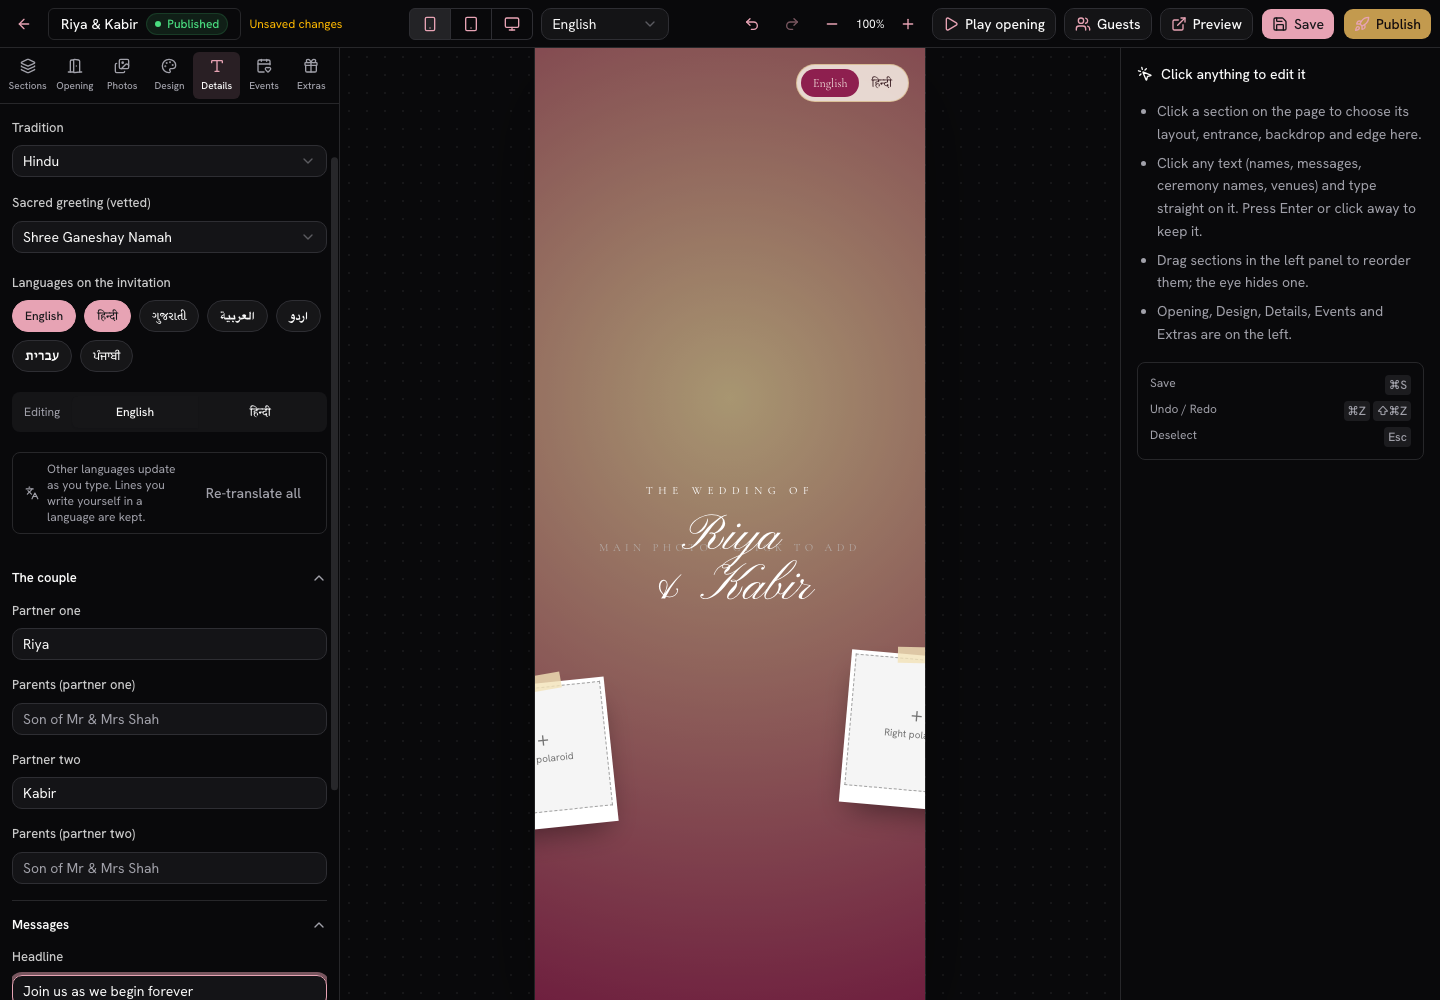 Riya & Kabir
Published
Unsaved changes
English
100%
Play opening
Guests
Preview
Save
Publish
Sections
Opening
Photos
Design
Details
Events
Extras
Tradition
Hindu
Sacred greeting (vetted)
Shree Ganeshay Namah
Languages on the invitation
English
हिन्दी
ગુજરાતી
العربية
اردو
עברית
ਪੰਜਾਬੀ
Editing
English
हिन्दी
Other languages update
as you type. Lines you
write yourself in a
language are kept.
Re-translate all
The couple
Partner one
Riya
Parents (partner one)
Son of Mr & Mrs Shah
Partner two
Kabir
Parents (partner two)
Son of Mr & Mrs Shah
Messages
Headline
Join us as we begin forever
English
हिन्दी
THE WEDDING OF
Riya
MAIN TO ADD
& Kabir
polaroid
Right
Click anything to edit it
Click a section on the page to choose its
layout, entrance, backdrop and edge here.
Click any text (names, messages,
ceremony names, venues) and type
straight on it. Press Enter or click away to
keep it.
Drag sections in the left panel to reorder
them; the eye hides one.
Opening, Design, Details, Events and
Extras are on the left.
Save
⌘S
Undo / Redo
⌘Z
⇧⌘Z
Deselect
Esc